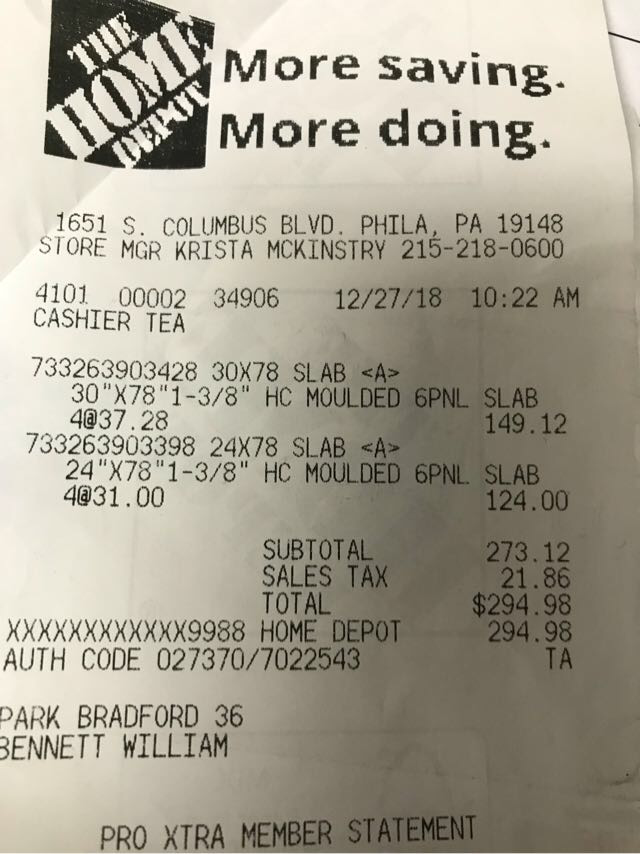 THE
HOME
DEPOT
More saving.
More doing.
1651 S. COLUMBUS BLVD. PHILA, PA 19148
STORE MGR KRISTA MCKINSTRY 215-218-0600
4101 00002 34906 12/27/18 10:22 AM
CASHIER TEA
733263903428 30X78 SLAB <A>
30"X78"1-3/8" HC MOULDED 6PNL SLAB
4@37.28 149.12
733263903398 24X78 SLAB <A>
24"X78"1-3/8" HC MOULDED 6PNL SLAB
4@31.00 124.00
SUBTOTAL 273.12
SALES TAX 21.86
TOTAL $294.98
XXXXXXXXXXXX9988 HOME DEPOT 294.98
AUTH CODE 027370/7022543 TA
PARK BRADFORD 36
BENNETT WILLIAM
PRO XTRA MEMBER STATEMENT